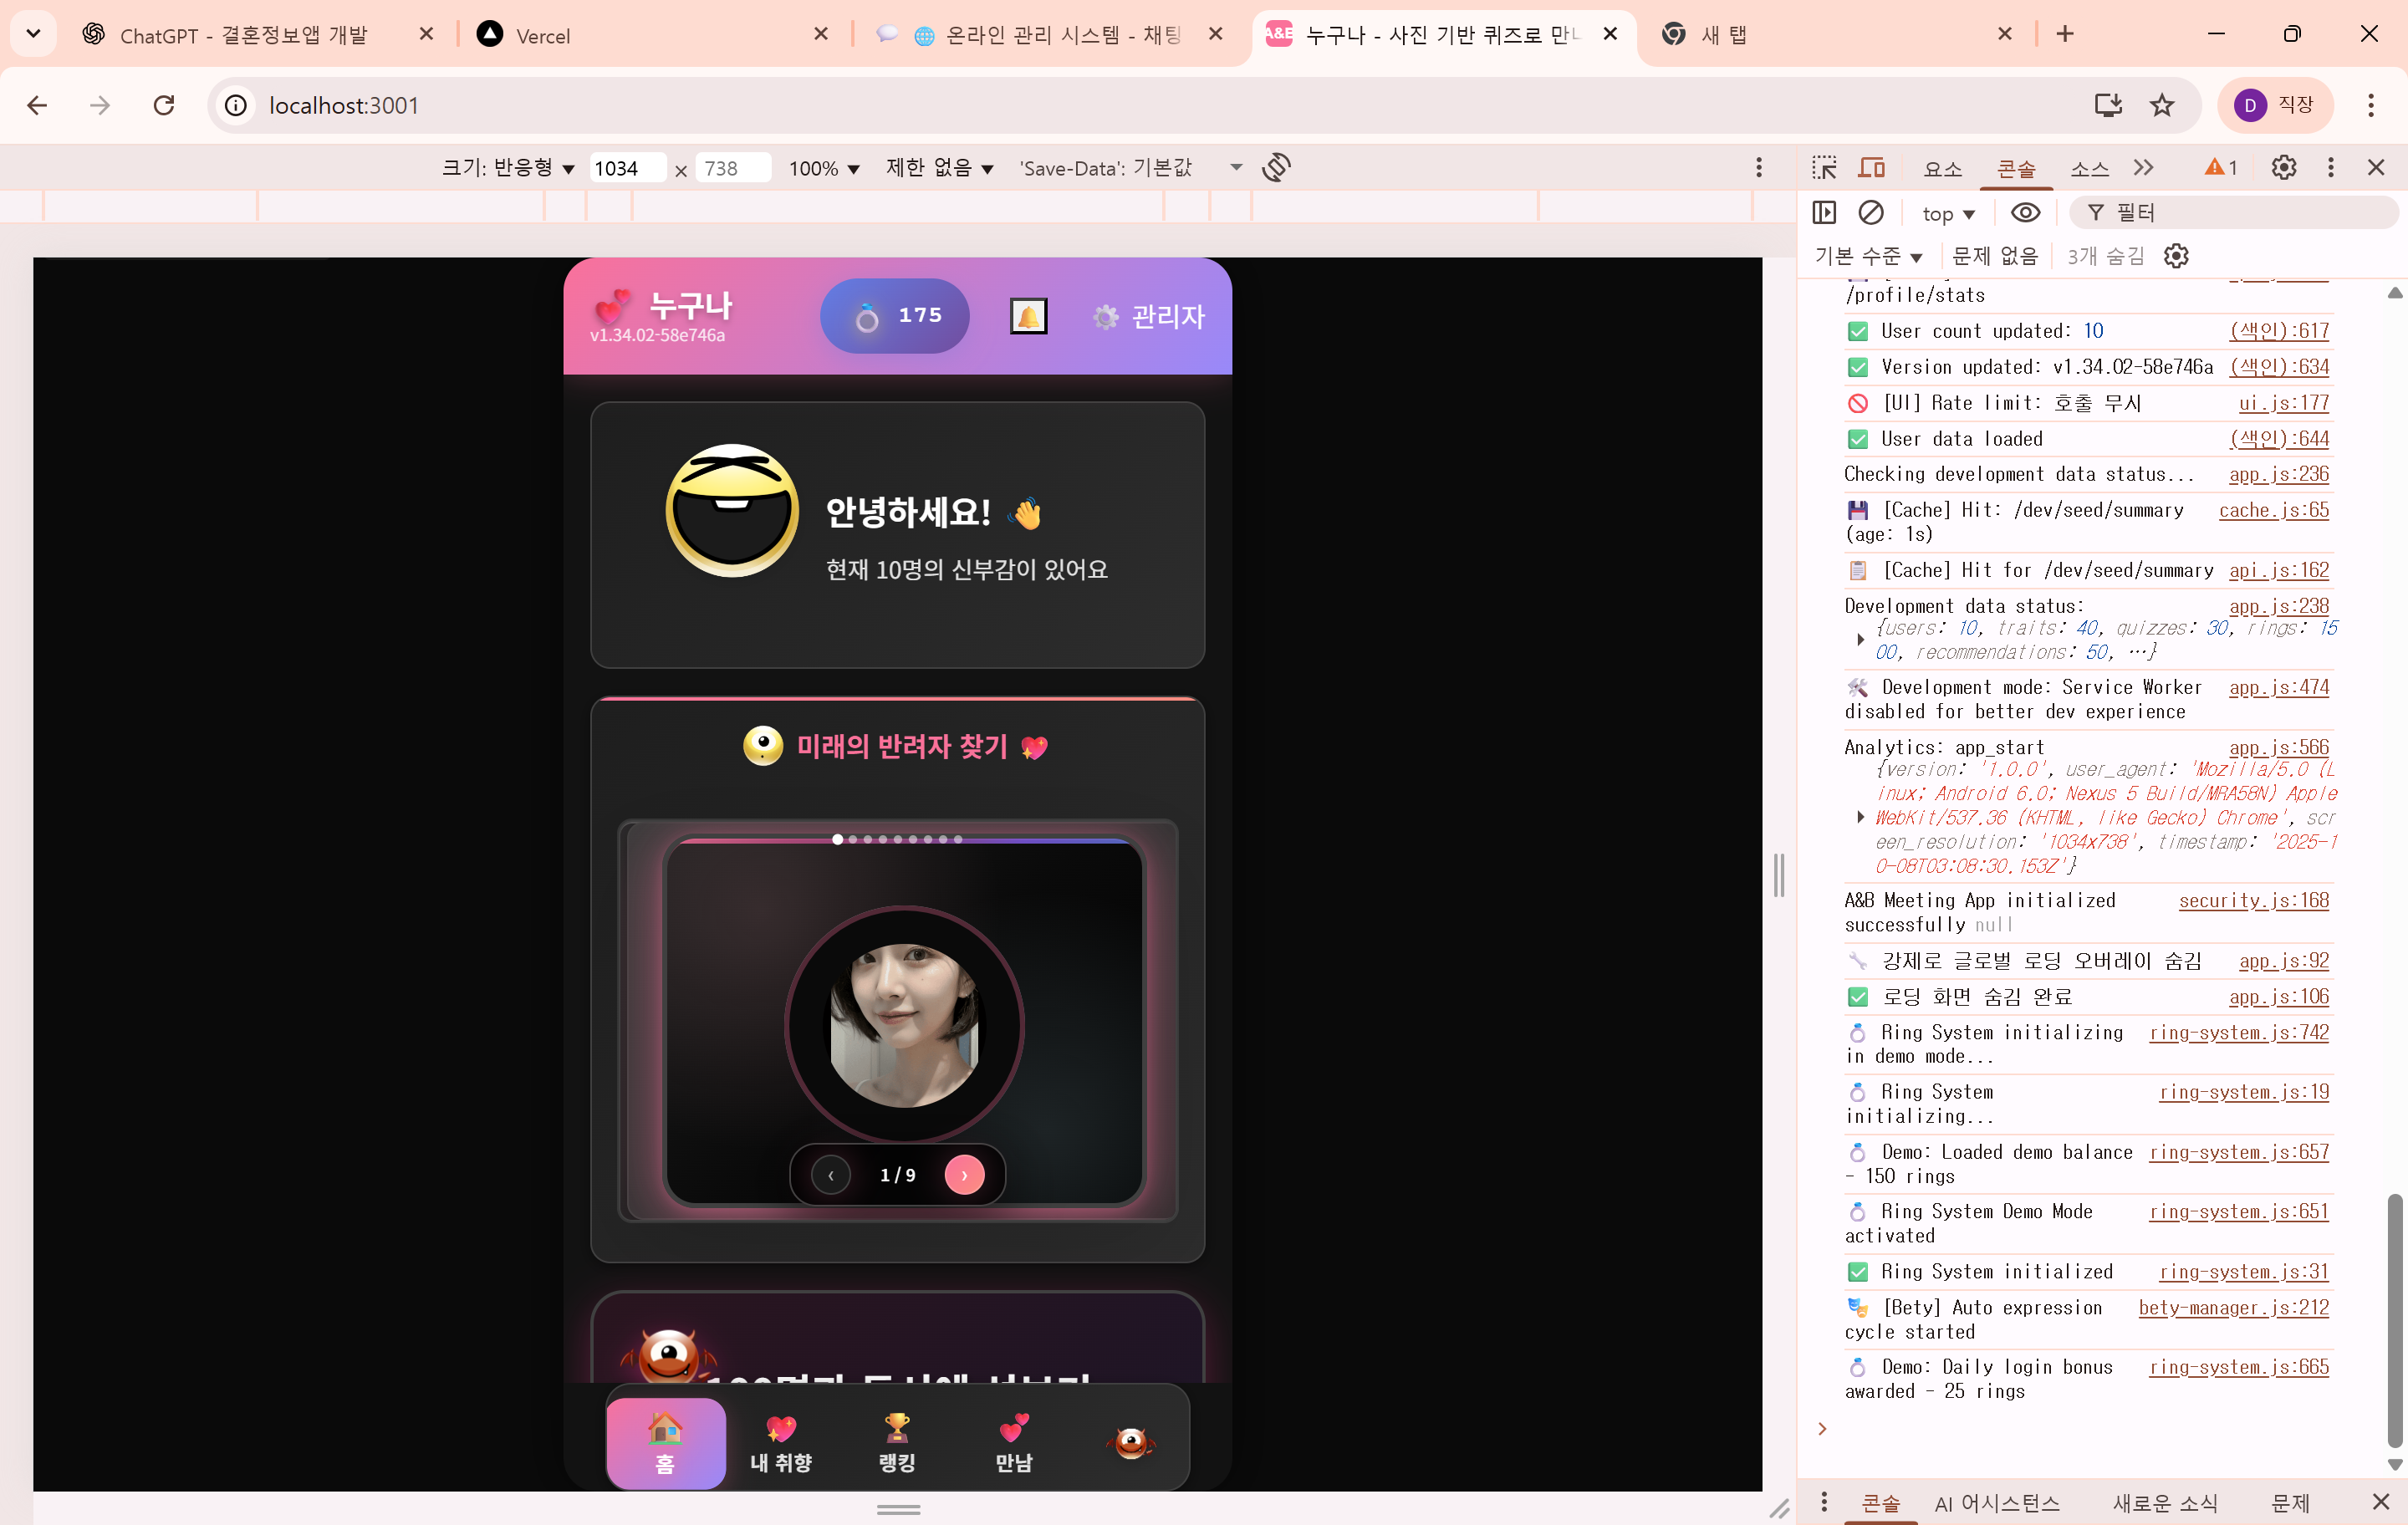 ChatGPT - 결혼정보앱 개발
Vercel
온라인 관리 시스템 - 채팅
A&B
누구나 - 사진 기반 퀴즈로 만나
새 탭
localhost:3001
D 직장
크기: 반응형 1034 × 738 100% 제한 없음 'Save-Data': 기본값
누구나
v1.34.02-58e746a
175
관리자
안녕하세요!
현재 10명의 신부감이 있어요
미래의 반려자 찾기
‹ 1 / 9 ›
홈
내 취향
랭킹
만남
요소 콘솔 소스 1
top 필터
기본 수준 문제 없음 3개 숨김
/profile/stats
User count updated: 10 (색인):617
Version updated: v1.34.02-58e746a (색인):634
[UI] Rate limit: 호출 무시 ui.js:177
User data loaded (색인):644
Checking development data status... app.js:236
[Cache] Hit: /dev/seed/summary cache.js:65
(age: 1s)
[Cache] Hit for /dev/seed/summary api.js:162
Development data status: app.js:238
{users: 10, traits: 40, quizzes: 30, rings: 15
00, recommendations: 50, …}
Development mode: Service Worker app.js:474
disabled for better dev experience
Analytics: app_start app.js:566
{version: '1.0.0', user_agent: 'Mozilla/5.0 (L
inux; Android 6.0; Nexus 5 Build/MRA58N) Apple
WebKit/537.36 (KHTML, like Gecko) Chrome', scr
een_resolution: '1034x738', timestamp: '2025-1
0-08T03:08:30.153Z'}
A&B Meeting App initialized security.js:168
successfully null
강제로 글로벌 로딩 오버레이 숨김 app.js:92
로딩 화면 숨김 완료 app.js:106
Ring System initializing ring-system.js:742
in demo mode...
Ring System ring-system.js:19
initializing...
Demo: Loaded demo balance ring-system.js:657
- 150 rings
Ring System Demo Mode ring-system.js:651
activated
Ring System initialized ring-system.js:31
[Bety] Auto expression bety-manager.js:212
cycle started
Demo: Daily login bonus ring-system.js:665
awarded - 25 rings
콘솔 AI 어시스턴스 새로운 소식 문제